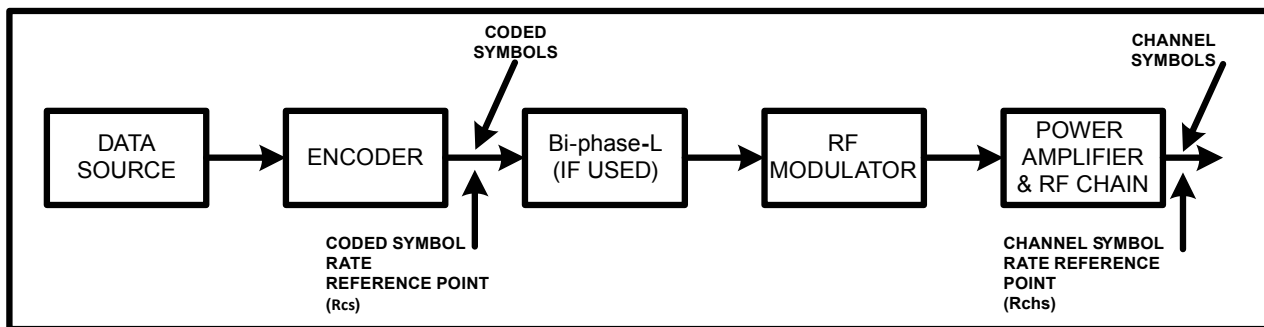 CODED
SYMBOLS
CHANNEL
SYMBOLS
DATA
SOURCE
ENCODER
Bi-phase-L
(IF USED)
RF
MODULATOR
POWER
AMPLIFIER
& RF CHAIN
CODED SYMBOL
RATE
REFERENCE POINT
(Rcs)
CHANNEL SYMBOL
RATE REFERENCE
POINT
(Rchs)